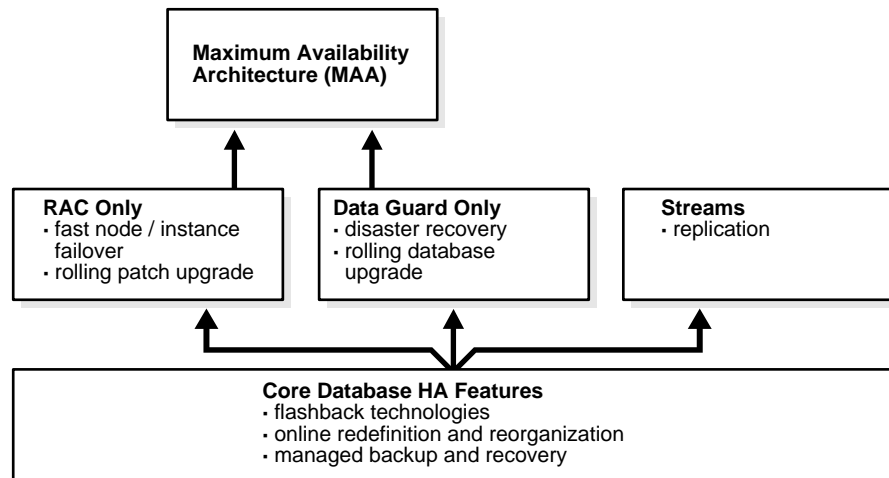 Maximum Availability
Architecture (MAA)
RAC Only
· fast node / instance
failover
· rolling patch upgrade
Data Guard Only
· disaster recovery
· rolling database
upgrade
Streams
· replication
Core Database HA Features
· flashback technologies
· online redefinition and reorganization
· managed backup and recovery